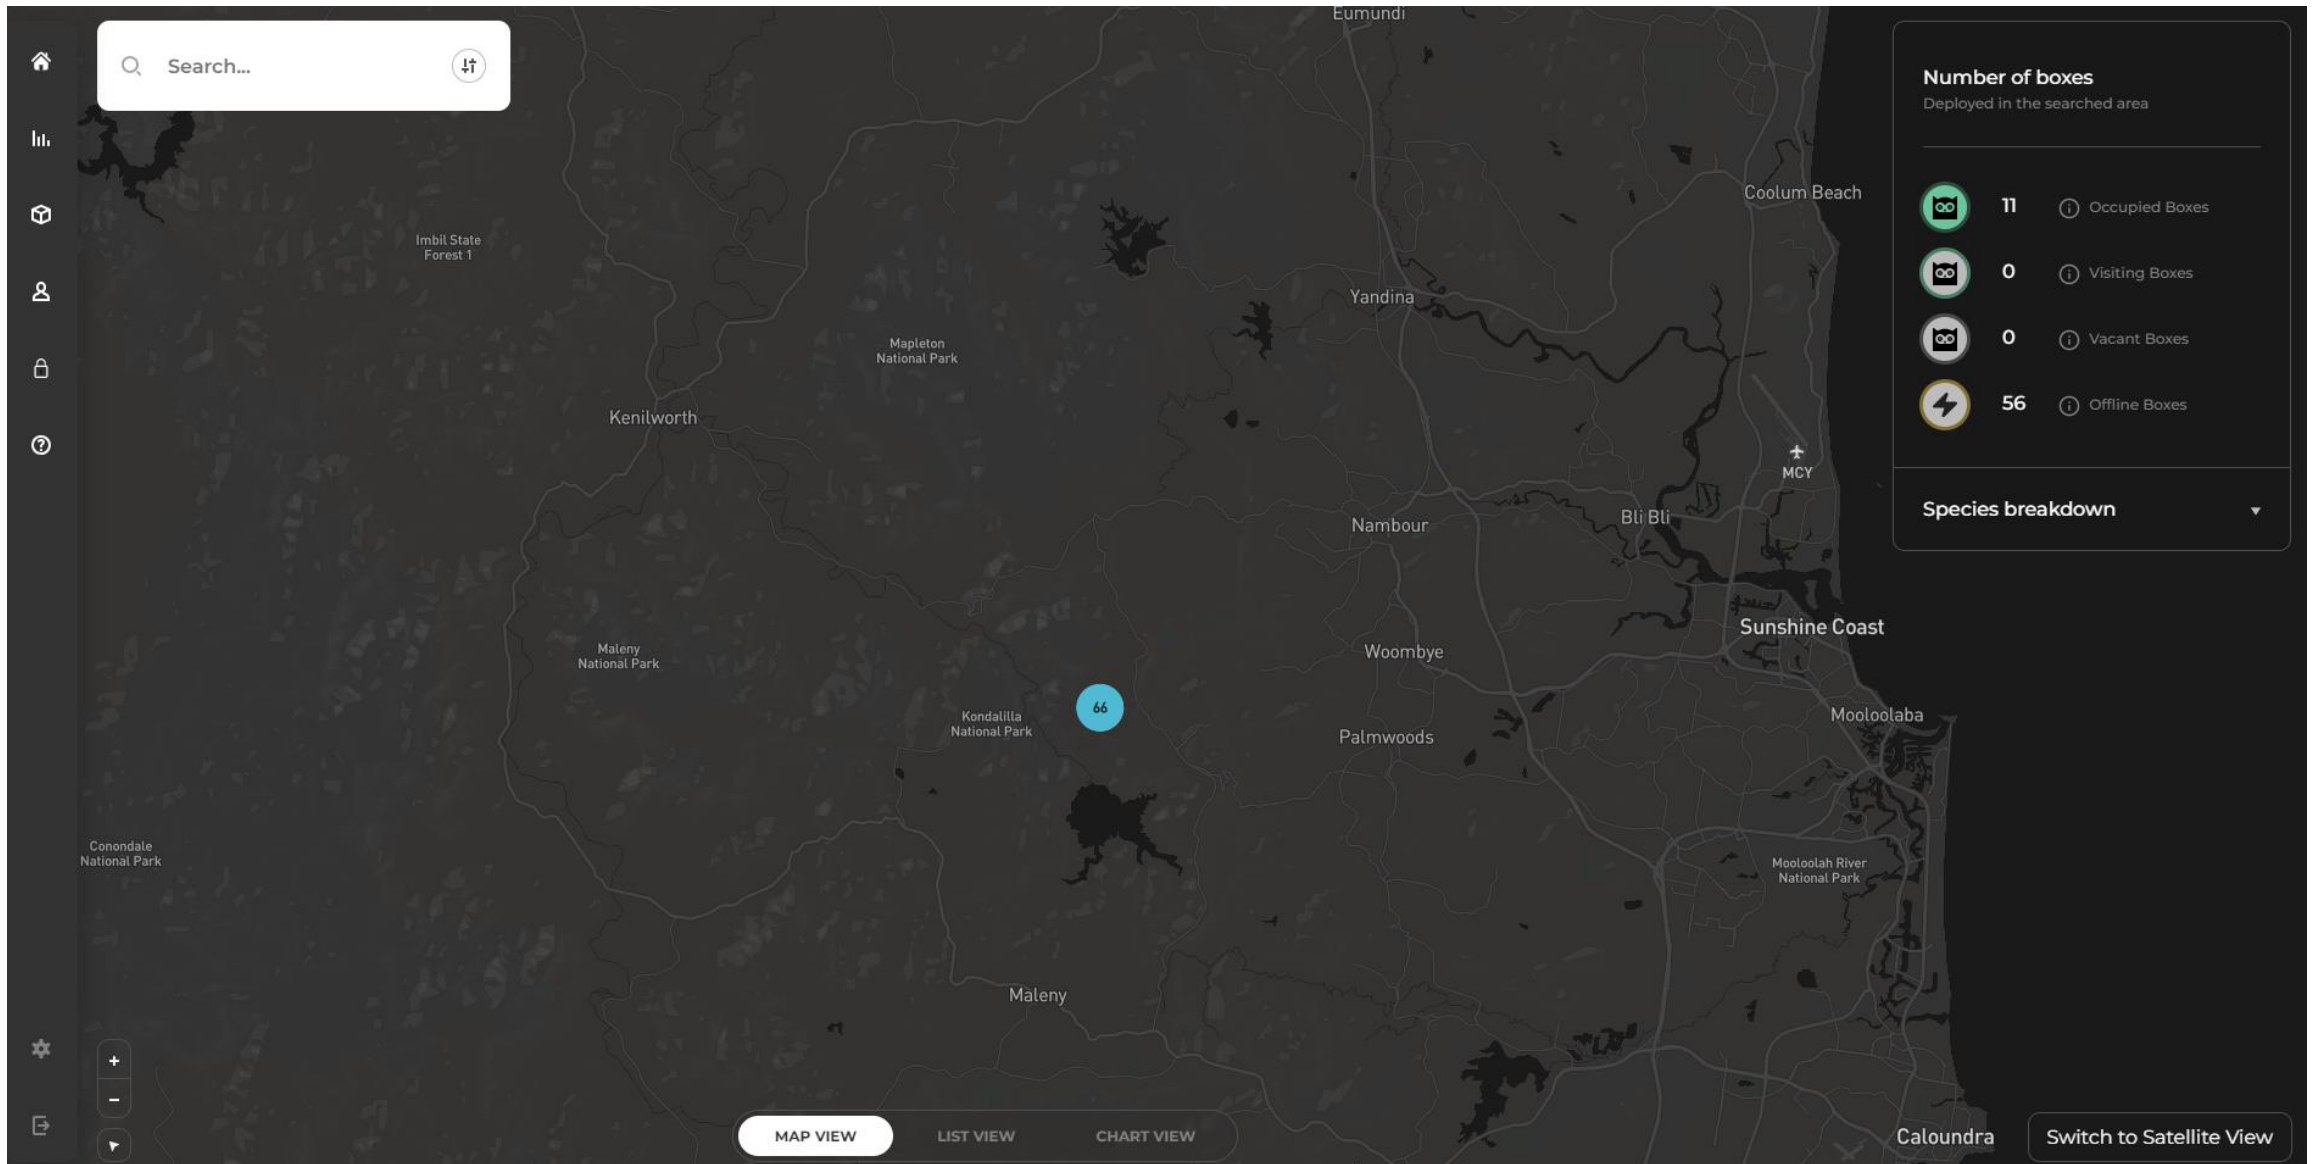 Search...
Eumundi
Coolum Beach
Imbil State
Forest 1
Yandina
Mapleton
National Park
Kenilworth
MCY
Nambour
Bli Bli
Sunshine Coast
Maleny
National Park
Woombye
66
Kondalilla
National Park
Palmwoods
Mooloolaba
Conondale
National Park
Mooloolah River
National Park
Maleny
Caloundra
Number of boxes
Deployed in the searched area
11 Occupied Boxes
0 Visiting Boxes
0 Vacant Boxes
56 Offline Boxes
Species breakdown
MAP VIEW LIST VIEW CHART VIEW
Switch to Satellite View